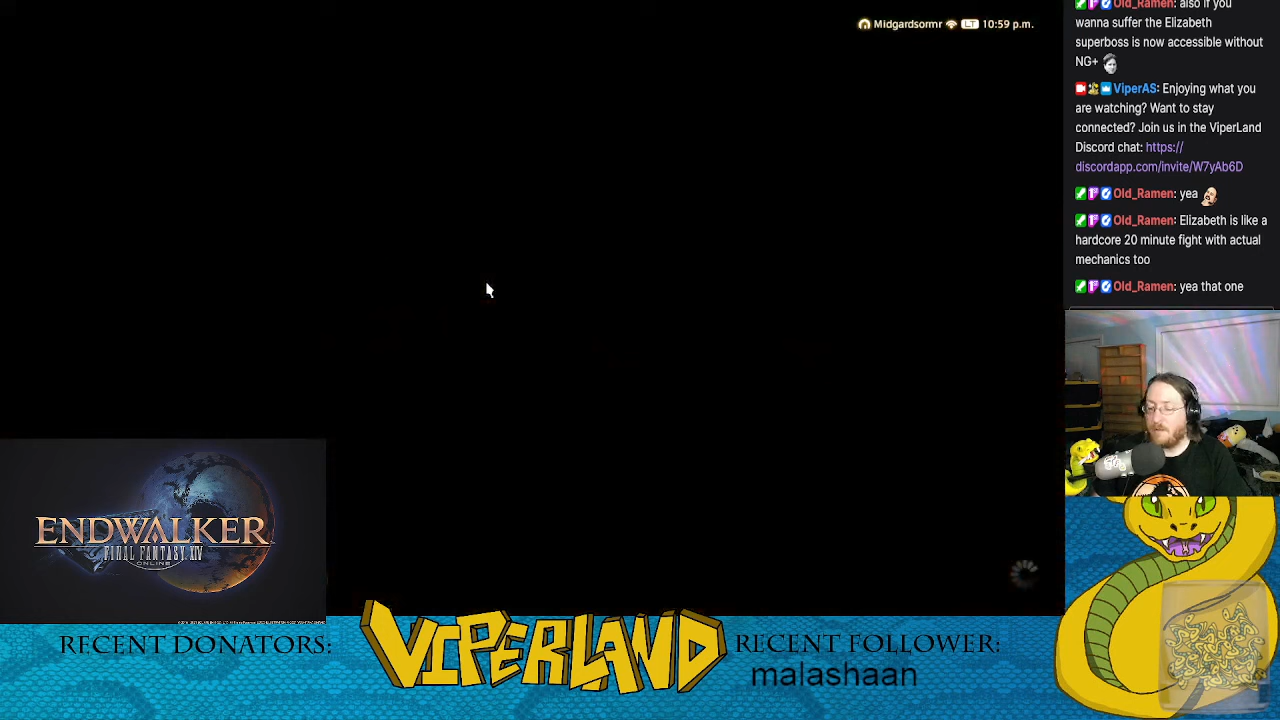 Midgardsormr LT 10:59 p.m.
Old_Ramen: also if you
wanna suffer the Elizabeth
superboss is now accessible without
NG+
ViperAS: Enjoying what you
are watching? Want to stay
connected? Join us in the ViperLand
Discord chat: https://
discordapp.com/invite/W7yAb6D
Old_Ramen: yea
Old_Ramen: Elizabeth is like a
hardcore 20 minute fight with actual
mechanics too
Old_Ramen: yea that one
ENDWALKER
FINAL FANTASY XIV
ONLINE
RECENT DONATORS:
VIPERLAND
RECENT FOLLOWER:
malashaan